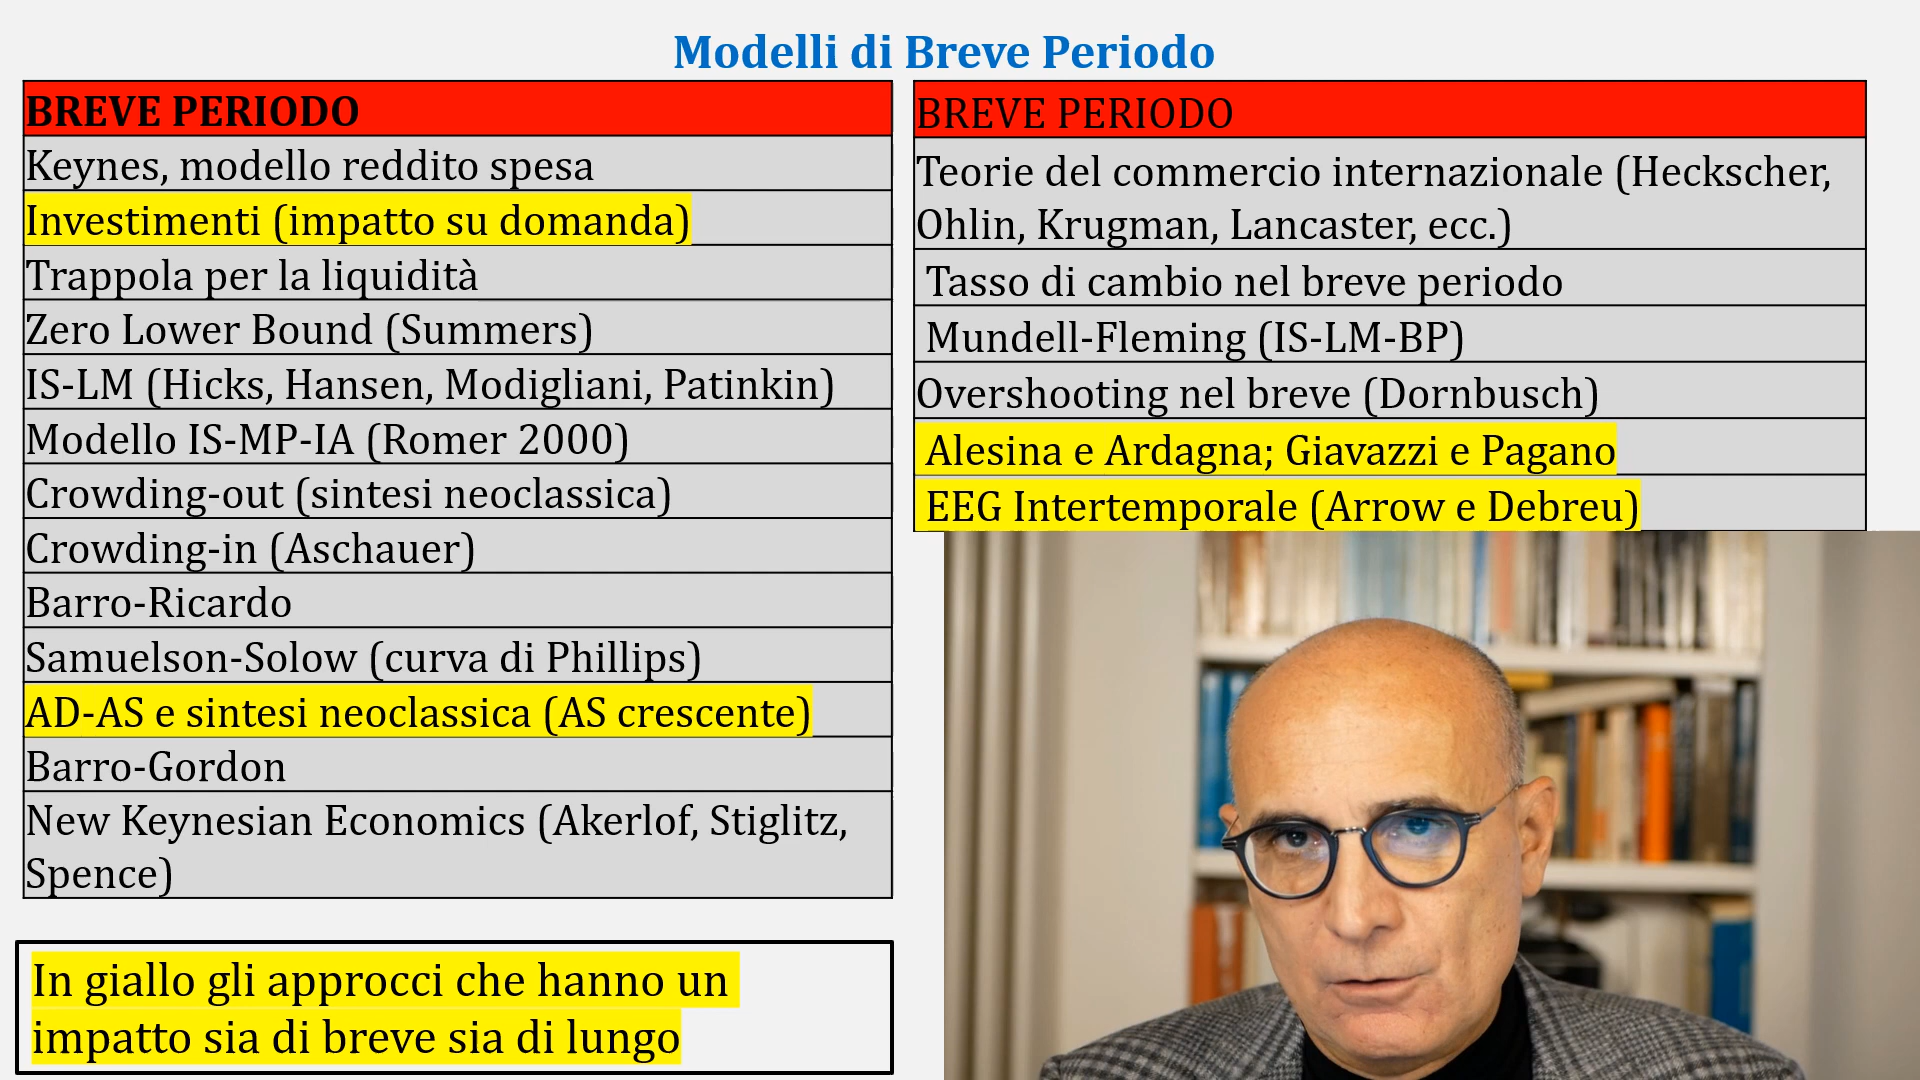 Modelli di Breve Periodo
BREVE PERIODO
Keynes, modello reddito spesa
Investimenti (impatto su domanda)
Trappola per la liquidità
Zero Lower Bound (Summers)
IS-LM (Hicks, Hansen, Modigliani, Patinkin)
Modello IS-MP-IA (Romer 2000)
Crowding-out (sintesi neoclassica)
Crowding-in (Aschauer)
Barro-Ricardo
Samuelson-Solow (curva di Phillips)
AD-AS e sintesi neoclassica (AS crescente)
Barro-Gordon
New Keynesian Economics (Akerlof, Stiglitz,
Spence)
BREVE PERIODO
Teorie del commercio internazionale (Heckscher,
Ohlin, Krugman, Lancaster, ecc.)
Tasso di cambio nel breve periodo
Mundell-Fleming (IS-LM-BP)
Overshooting nel breve (Dornbusch)
Alesina e Ardagna; Giavazzi e Pagano
EEG Intertemporale (Arrow e Debreu)
In giallo gli approcci che hanno un
impatto sia di breve sia di lungo